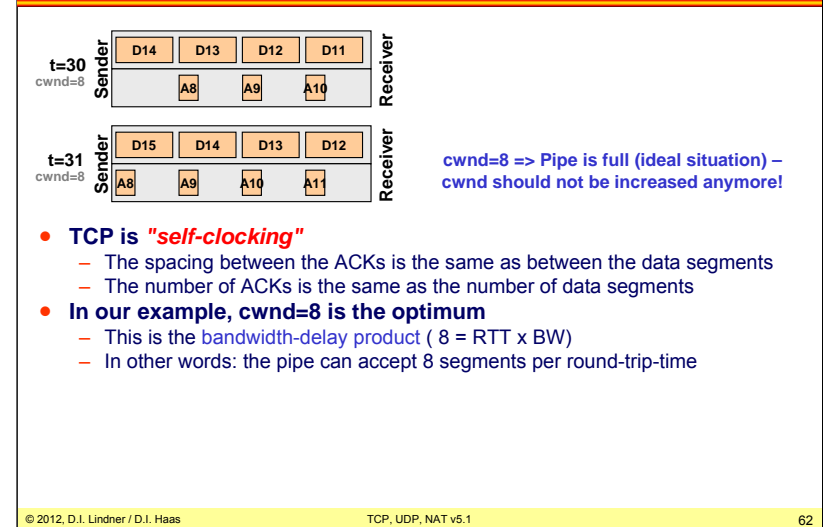 t=30
cwnd=8
Sender
D14 D13 D12 D11
A8 A9 A10
Receiver
t=31
cwnd=8
Sender
D15 D14 D13 D12
A8 A9 A10 A11
Receiver
cwnd=8 => Pipe is full (ideal situation) –
cwnd should not be increased anymore!
• TCP is "self-clocking"
– The spacing between the ACKs is the same as between the data segments
– The number of ACKs is the same as the number of data segments
• In our example, cwnd=8 is the optimum
– This is the bandwidth-delay product ( 8 = RTT x BW)
– In other words: the pipe can accept 8 segments per round-trip-time
© 2012, D.I. Lindner / D.I. Haas TCP, UDP, NAT v5.1 62